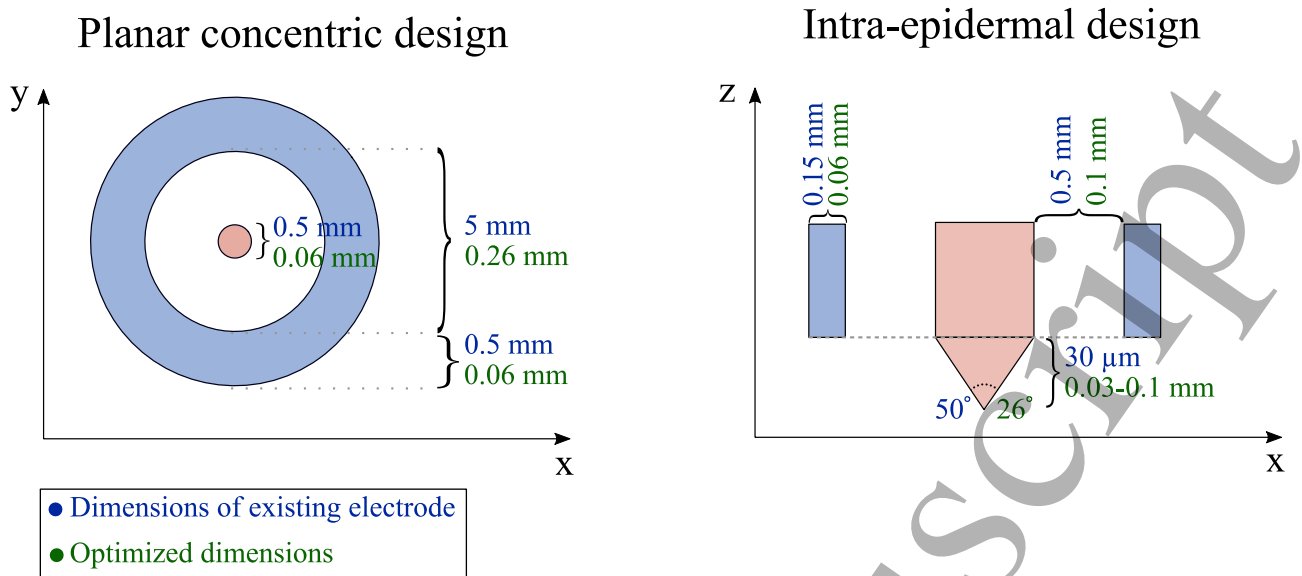 Planar concentric design
Intra-epidermal design
y
0.5 mm
0.06 mm
5 mm
0.26 mm
0.5 mm
0.06 mm
x
z
0.15 mm
0.06 mm
0.5 mm
0.1 mm
30 µm
0.03-0.1 mm
50°
26°
x
• Dimensions of existing electrode
• Optimized dimensions
script